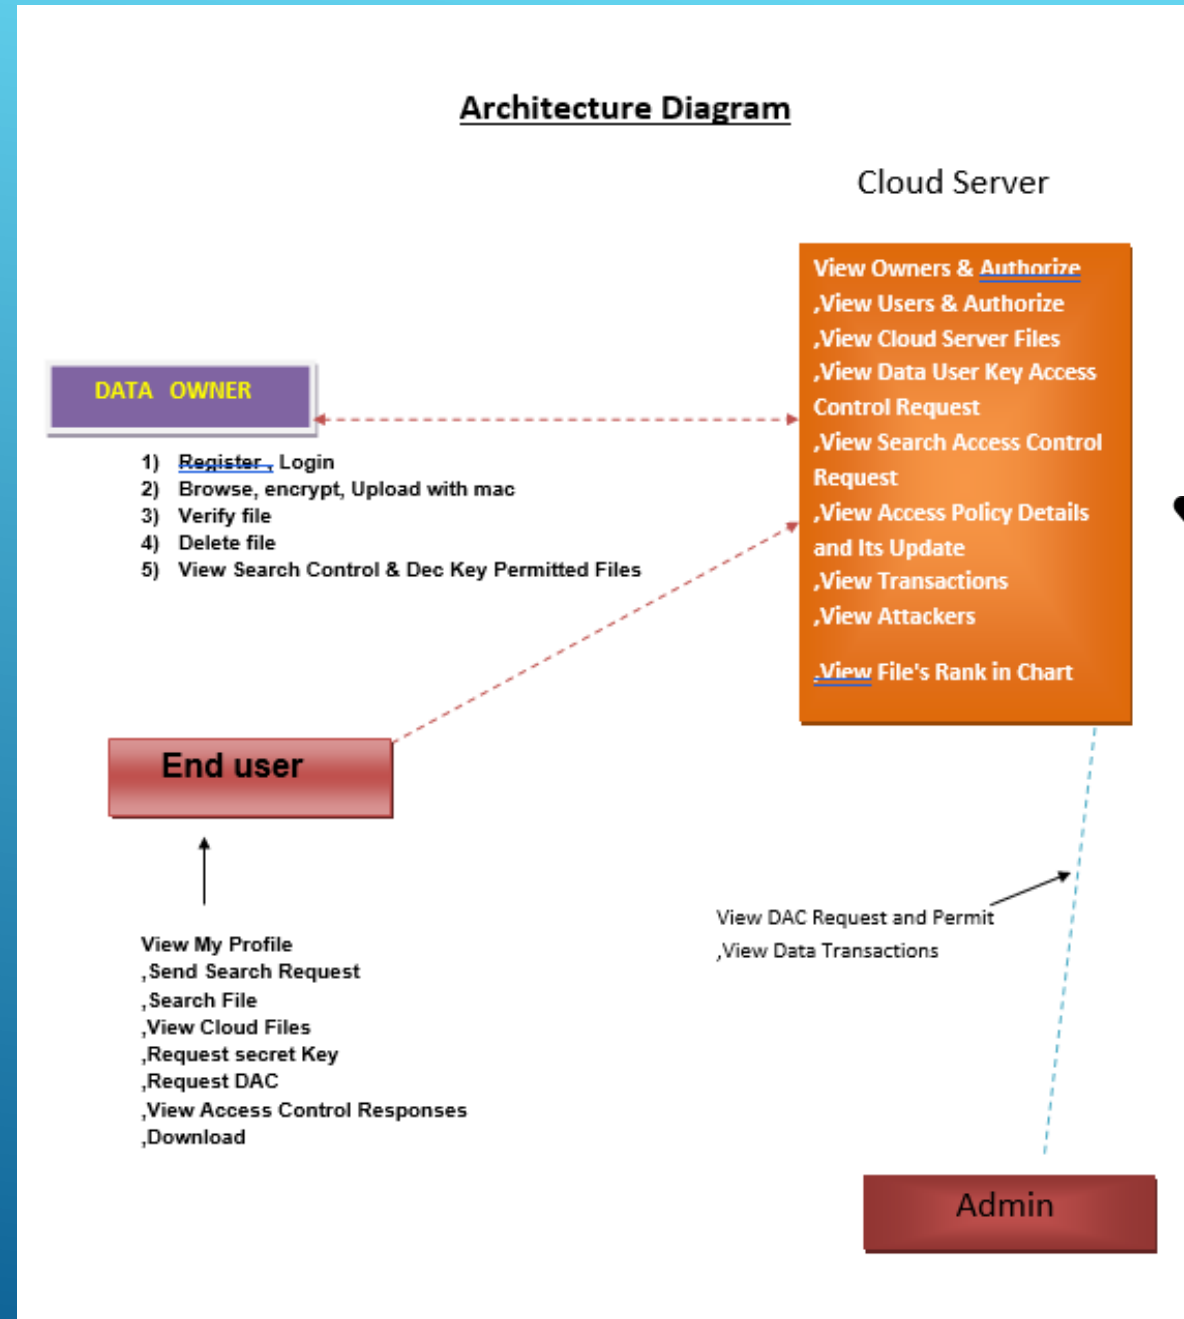 Architecture Diagram
Cloud Server
View Owners & Authorize
,View Users & Authorize
,View Cloud Server Files
,View Data User Key Access
Control Request
,View Search Access Control
Request
,View Access Policy Details
and Its Update
,View Transactions
,View Attackers
,View File's Rank in Chart
DATA OWNER
1) Register , Login
2) Browse, encrypt, Upload with mac
3) Verify file
4) Delete file
5) View Search Control & Dec Key Permitted Files
End user
View My Profile
,Send Search Request
,Search File
,View Cloud Files
,Request secret Key
,Request DAC
,View Access Control Responses
,Download
View DAC Request and Permit
,View Data Transactions
Admin